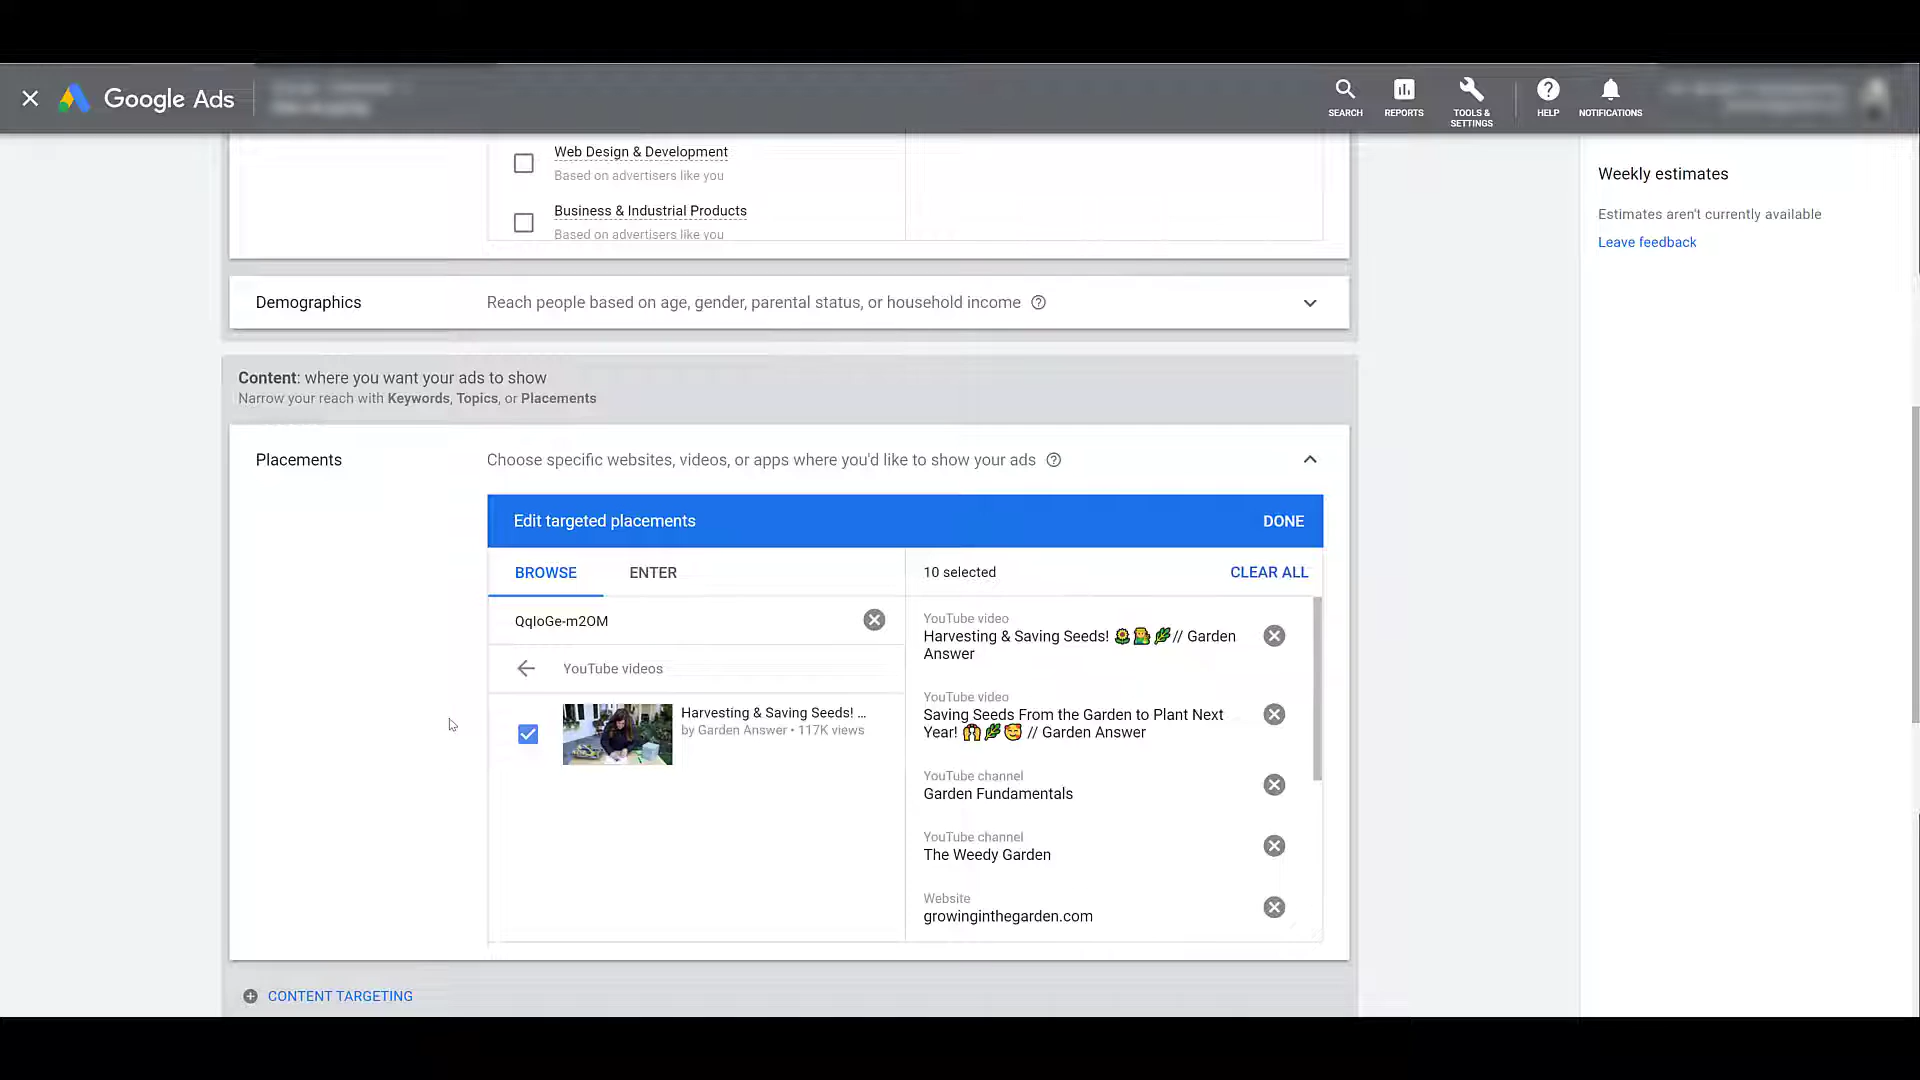 Google Ads
SEARCH
REPORTS
TOOLS &
SETTINGS
HELP
NOTIFICATIONS
Web Design & Development
Based on advertisers like you
Business & Industrial Products
Based on advertisers like you
Weekly estimates
Estimates aren't currently available
Leave feedback
Demographics
Reach people based on age, gender, parental status, or household income
Content: where you want your ads to show
Narrow your reach with Keywords, Topics, or Placements
Placements
Choose specific websites, videos, or apps where you'd like to show your ads
Edit targeted placements
DONE
BROWSE
ENTER
10 selected
CLEAR ALL
QqIoGe-m2OM
YouTube videos
Harvesting & Saving Seeds! ...
by Garden Answer • 117K views
YouTube video
Harvesting & Saving Seeds! 🌻👩‍🌾🌿// Garden
Answer
YouTube video
Saving Seeds From the Garden to Plant Next
Year! 🙌🌿🥰 // Garden Answer
YouTube channel
Garden Fundamentals
YouTube channel
The Weedy Garden
Website
growinginthegarden.com
CONTENT TARGETING